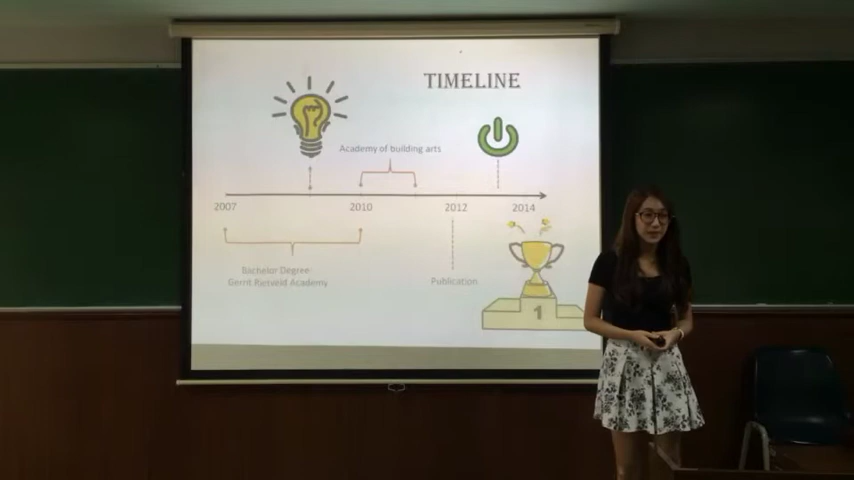 TIMELINE
Academy of building arts
2007
2010
2012
2014
Bachelor Degree
Gerrit Rietveld Academy
Publication
1